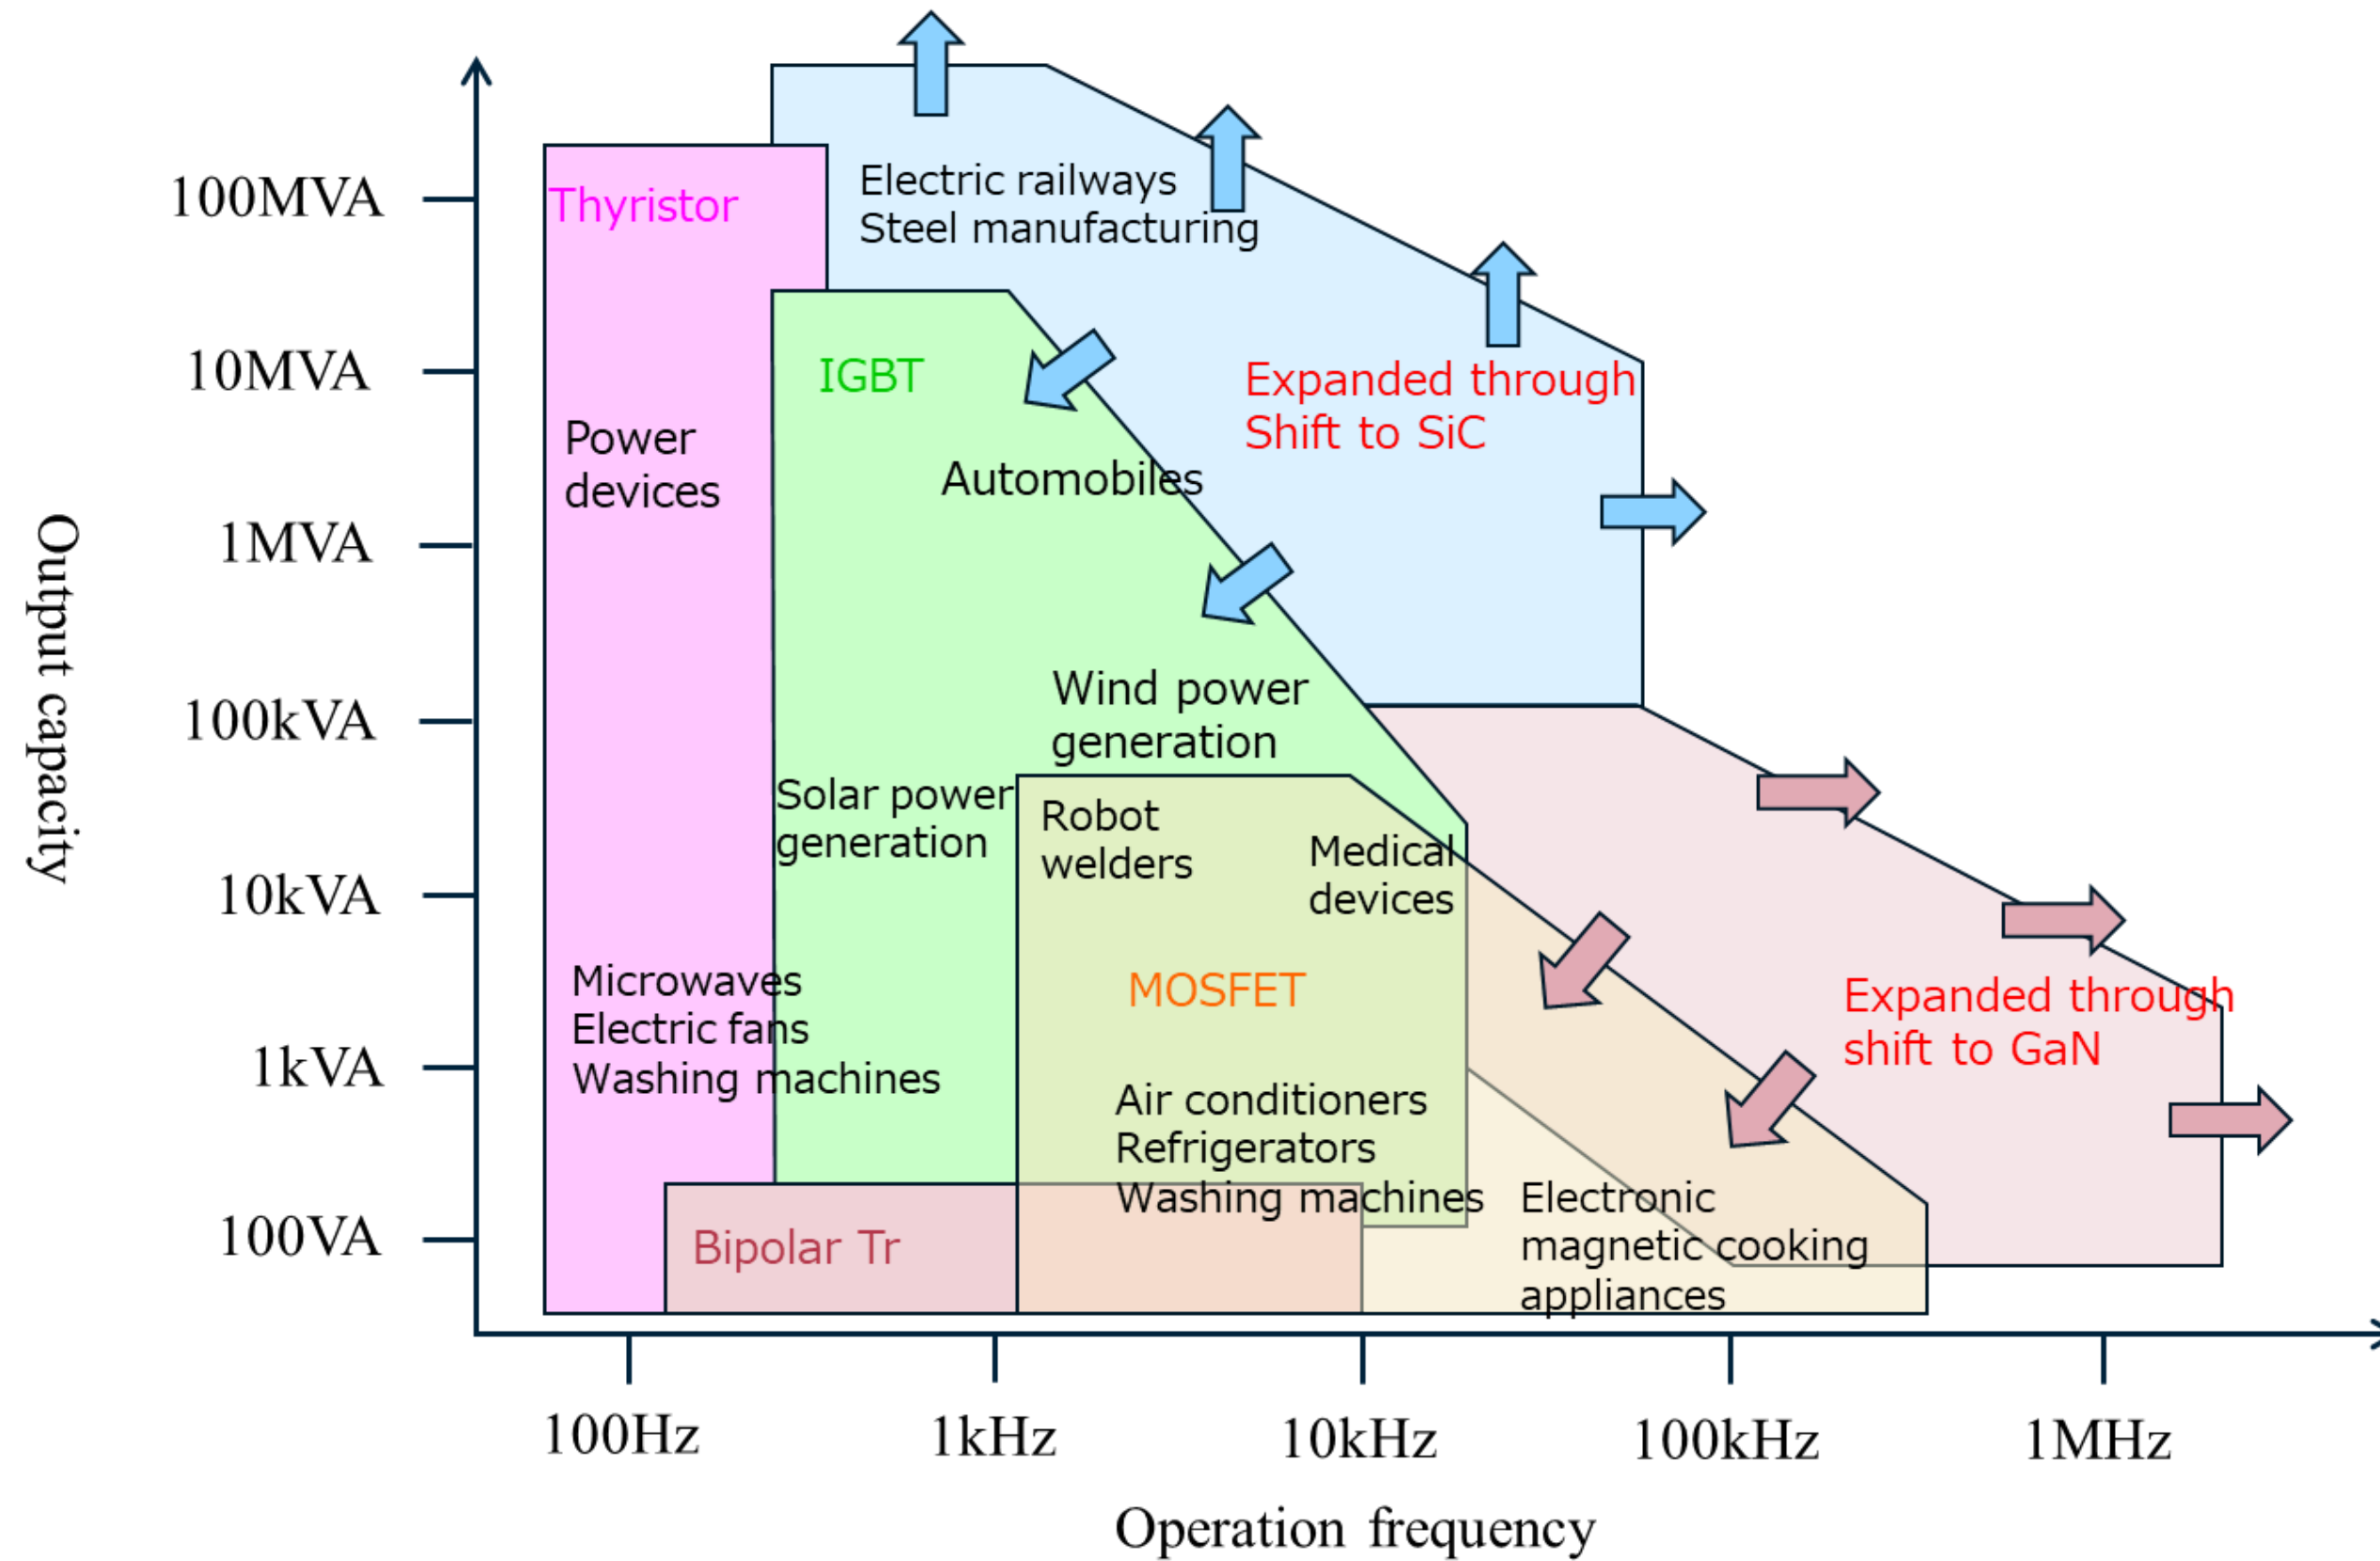 Output capacity
100MVA
10MVA
1MVA
100kVA
10kVA
1kVA
100VA
Thyristor
Power
devices
Microwaves
Electric fans
Washing machines
Bipolar Tr
IGBT
Automobiles
Wind power
generation
Solar power
generation
Electric railways
Steel manufacturing
Expanded through
Shift to SiC
Robot
welders
Medical
devices
MOSFET
Air conditioners
Refrigerators
Washing machines
Electronic
magnetic cooking
appliances
Expanded through
shift to GaN
100Hz
1kHz
10kHz
100kHz
1MHz
Operation frequency